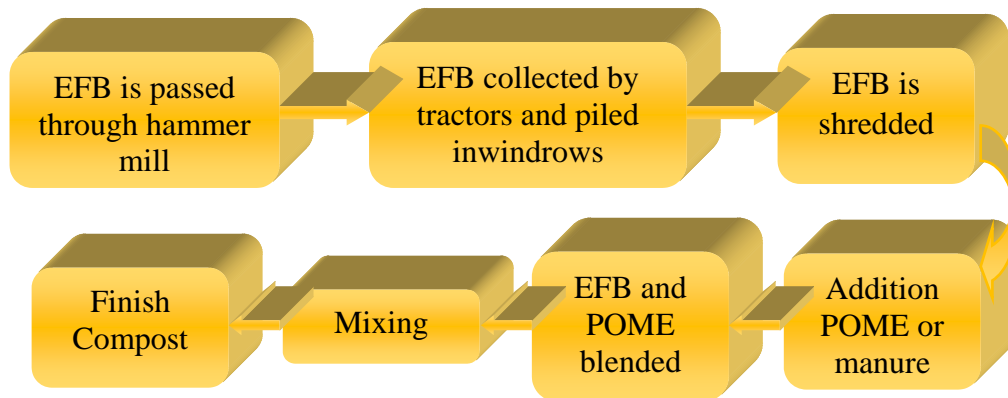 EFB is passed
through hammer
mill
EFB collected by
tractors and piled
inwindrows
EFB is
shredded
Addition
POME or
manure
EFB and
POME
blended
Mixing
Finish
Compost